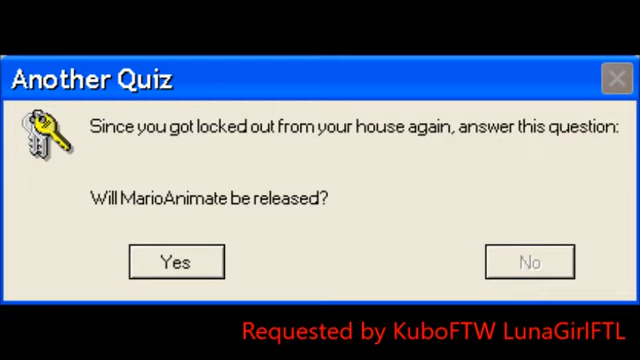 Another Quiz
Since you got locked out from your house again, answer this question:
Will MarioAnimate be released?
Yes
No
Requested by KuboFTW LunaGirlFTL